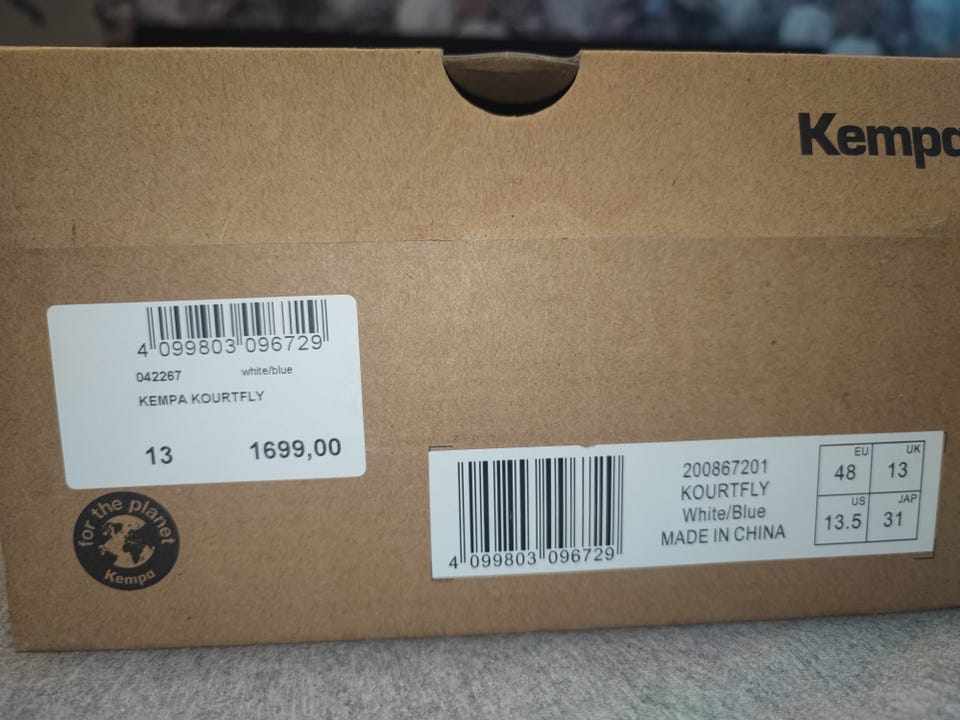 Kempa
4 099803 096729
042267 white/blue
KEMPA KOURTFLY
13 1699,00
for the planet
Kempa
4 099803 096729
200867201
KOURTFLY
White/Blue
MADE IN CHINA
EU 48 UK 13
US 13.5 JAP 31